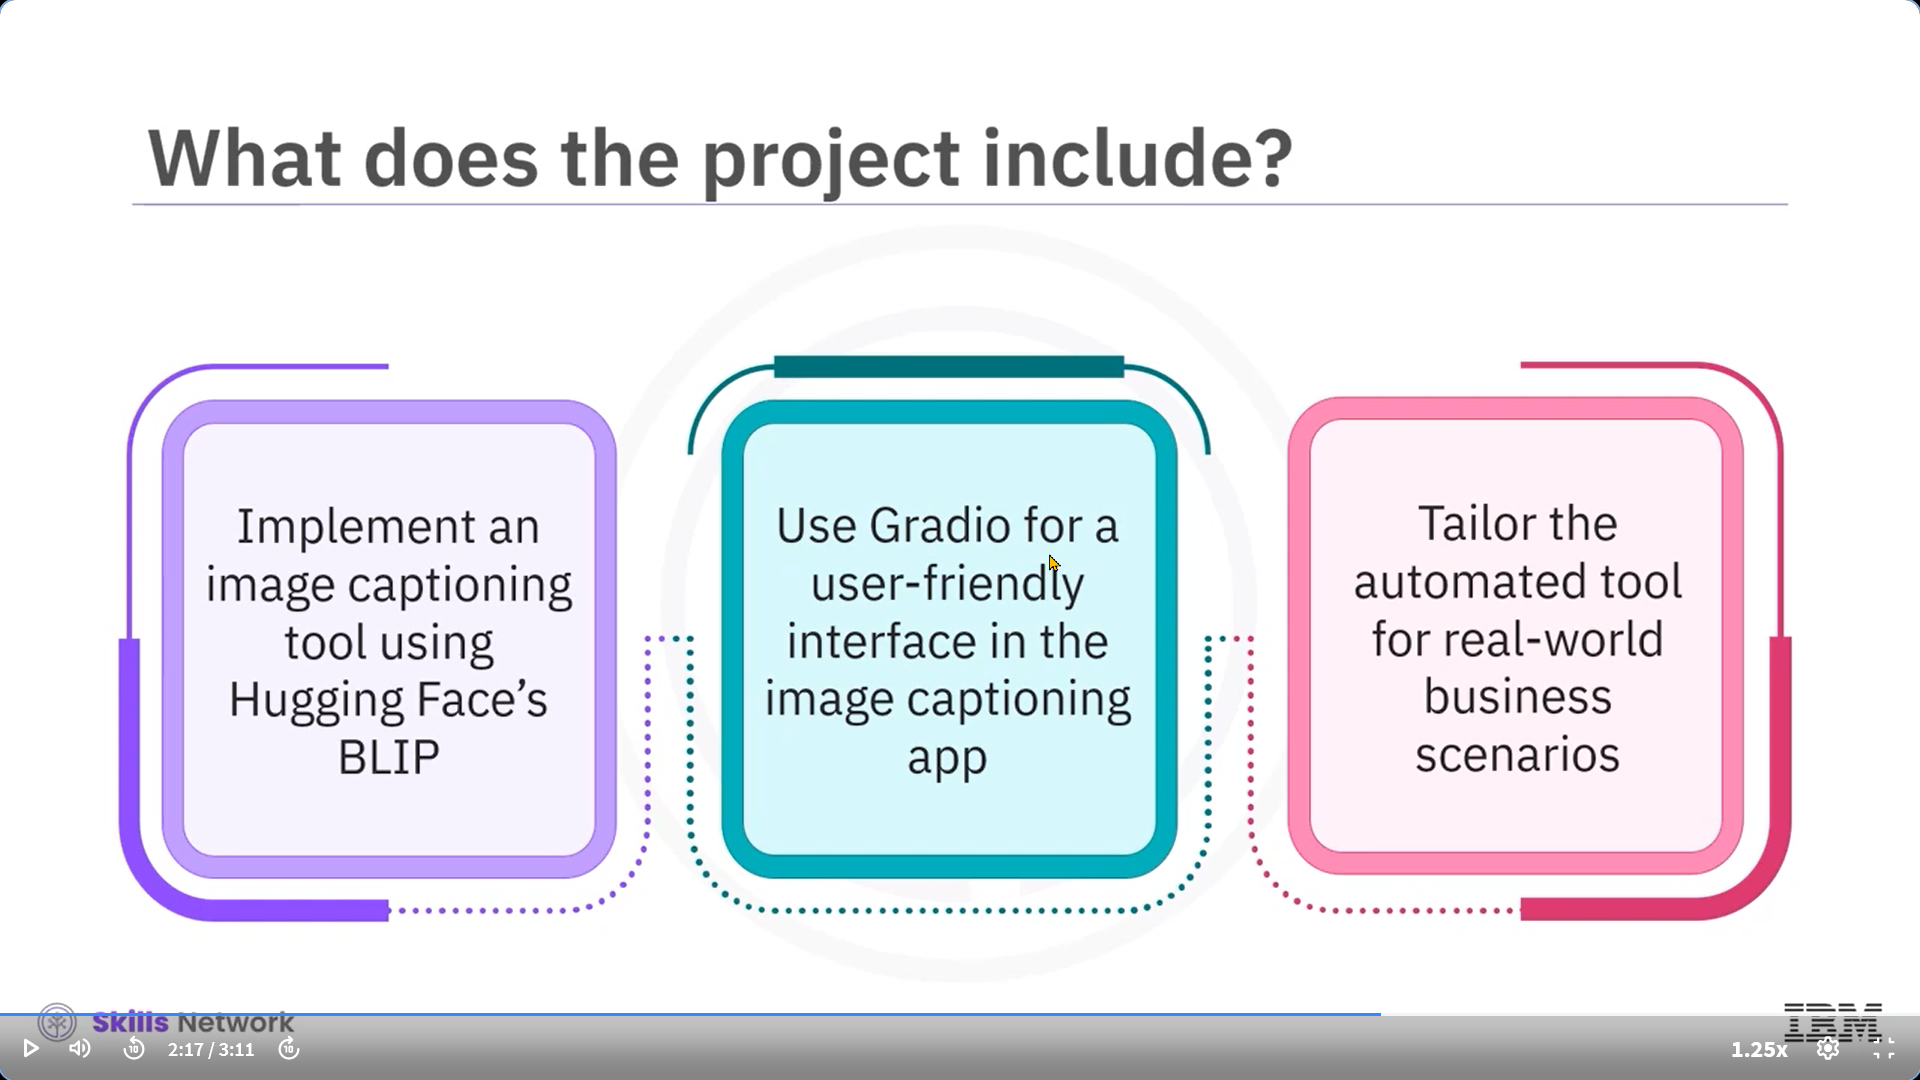 What does the project include?
Implement an
image captioning
tool using
Hugging Face’s
BLIP
Use Gradio for a
user-friendly
interface in the
image captioning
app
Tailor the
automated tool
for real-world
business
scenarios
Skills Network
IBM
10
2:17 / 3:11
10
1.25x